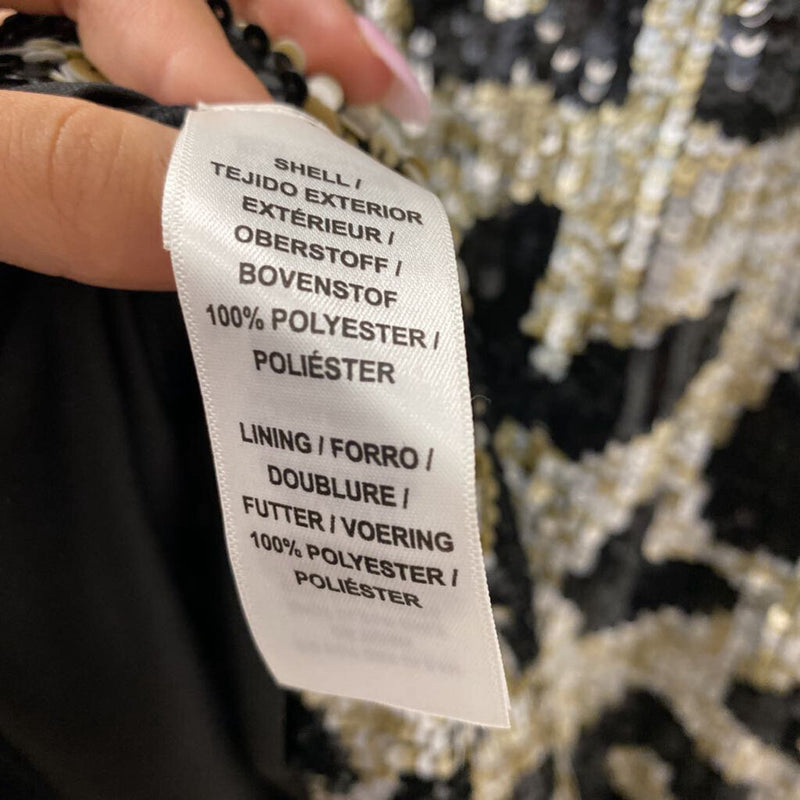 SHELL /
TEJIDO EXTERIOR
EXTÉRIEUR /
OBERSTOFF /
BOVENSTOF
100% POLYESTER /
POLIÉSTER
LINING / FORRO /
DOUBLURE /
FUTTER / VOERING
100% POLYESTER /
POLIÉSTER